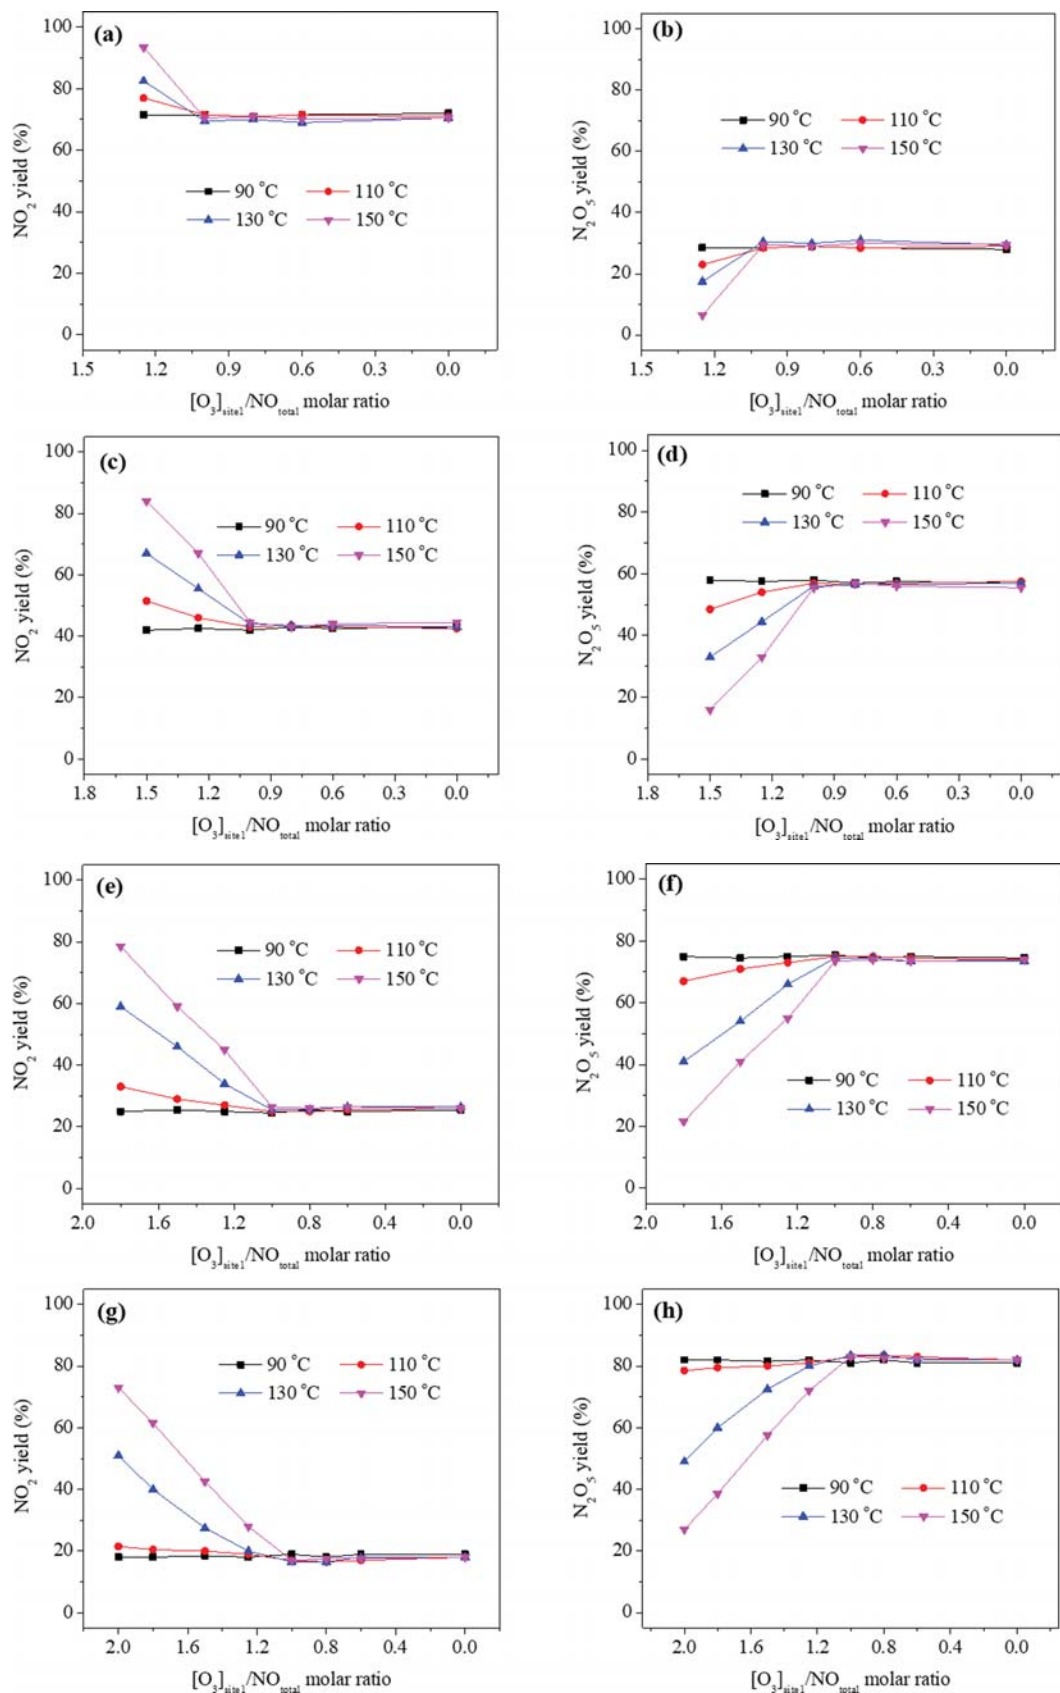 (a)
NO₂ yield (%)
100
80
60
40
20
0
90 °C 110 °C
130 °C 150 °C
1.5 1.2 0.9 0.6 0.3 0.0
[O₃]site1/NOtotal molar ratio
(b)
N₂O₅ yield (%)
100
80
60
40
20
0
90 °C 110 °C
130 °C 150 °C
1.5 1.2 0.9 0.6 0.3 0.0
[O₃]site1/NOtotal molar ratio
(c)
NO₂ yield (%)
100
80
60
40
20
0
90 °C 110 °C
130 °C 150 °C
1.8 1.5 1.2 0.9 0.6 0.3 0.0
[O₃]site1/NOtotal molar ratio
(d)
N₂O₅ yield (%)
100
80
60
40
20
0
90 °C 110 °C
130 °C 150 °C
1.8 1.5 1.2 0.9 0.6 0.3 0.0
[O₃]site1/NOtotal molar ratio
(e)
NO₂ yield (%)
100
80
60
40
20
0
90 °C 110 °C
130 °C 150 °C
2.0 1.6 1.2 0.8 0.4 0.0
[O₃]site1/NOtotal molar ratio
(f)
N₂O₅ yield (%)
100
80
60
40
20
0
90 °C 110 °C
130 °C 150 °C
2.0 1.6 1.2 0.8 0.4 0.0
[O₃]site1/NOtotal molar ratio
(g)
NO₂ yield (%)
100
80
60
40
20
0
90 °C 110 °C
130 °C 150 °C
2.0 1.6 1.2 0.8 0.4 0.0
[O₃]site1/NOtotal molar ratio
(h)
N₂O₅ yield (%)
100
80
60
40
20
0
90 °C 110 °C
130 °C 150 °C
2.0 1.6 1.2 0.8 0.4 0.0
[O₃]site1/NOtotal molar ratio